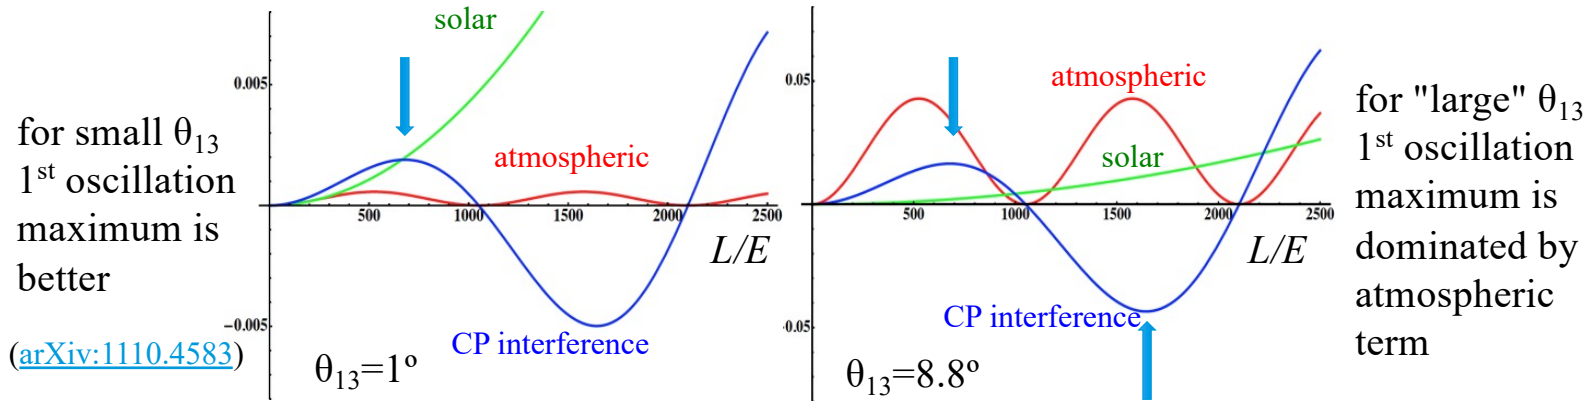 for small θ13
1st oscillation
maximum is
better
(arXiv:1110.4583)
solar
0.005
atmospheric
500
1000
1500
2000
2500
L/E
−0.005
CP interference
θ13=1º
0.05
atmospheric
solar
500
1000
1500
2000
2500
L/E
CP interference
0.05
θ13=8.8º
for "large" θ13
1st oscillation
maximum is
dominated by
atmospheric
term